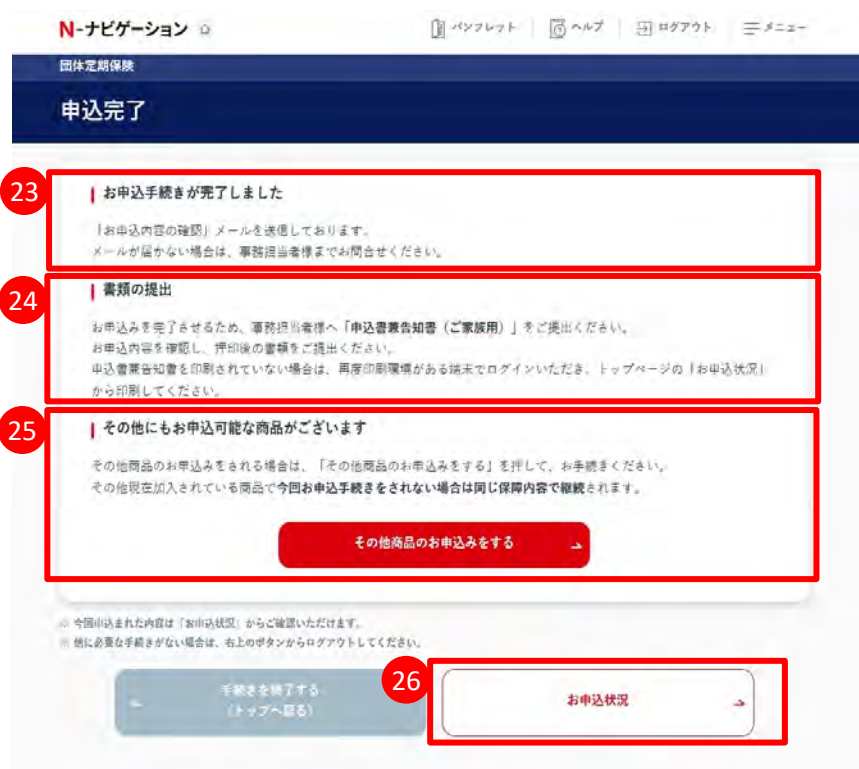 N-ナビゲーション
パンフレット
ヘルプ
ログアウト
メニュー
団体定期保険
申込完了
23
お申込手続きが完了しました
「お申込内容の確認」メールを送信しております。
メールが届かない場合は、事務担当者様までお問合せください。
24
書類の提出
お申込みを完了させるため、事務担当者様へ「申込書兼告知書（ご家族用）」をご提出ください。
お申込内容を確認し、押印後の書類をご提出ください。
申込書兼告知書を印刷されていない場合は、再度印刷環境がある端末でログインいただき、トップページの「お申込状況」
から印刷してください。
25
その他にもお申込可能な商品がございます
その他商品のお申込みをされる場合は、「その他商品のお申込みをする」を押して、お手続きください。
その他現在加入されている商品で今回お申込手続きをされない場合は同じ保障内容で継続されます。
その他商品のお申込みをする
※ 今回申込まれた内容は「お申込状況」からご確認いただけます。
※ 他に必要な手続きがない場合は、右上のボタンからログアウトしてください。
手続きを終了する
（トップへ戻る）
26
お申込状況